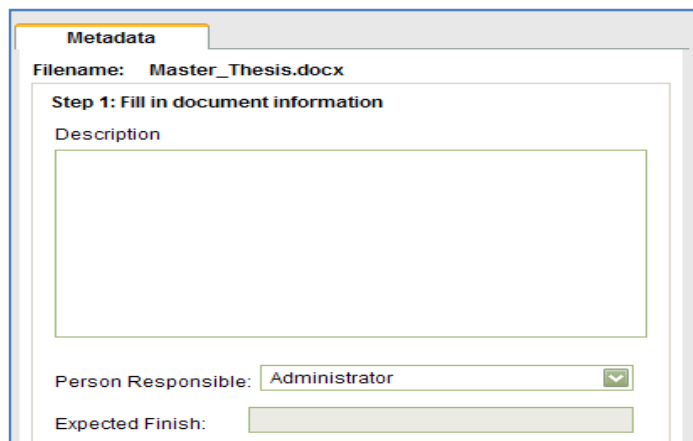 Metadata
Filename: Master_Thesis.docx
Step 1: Fill in document information
Description
Person Responsible: Administrator
Expected Finish: